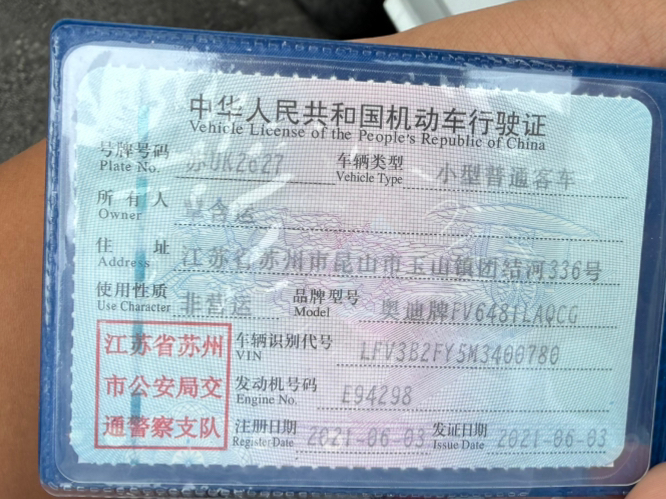 中华人民共和国机动车行驶证
Vehicle License of the People's Republic of China
号牌号码 苏UK2627 车辆类型 小型普通客车
Plate No. Vehicle Type
所有人
Owner
住址 江苏省苏州市昆山市玉山镇团结河336号
Address
使用性质 非营运 品牌型号 奥迪牌FV6481LAQCG
Use Character Model
江苏省苏州
市公安局交
通警察支队
车辆识别代号 LFV3B2FY5M3400780
VIN
发动机号码 E94298
Engine No.
注册日期 2021-06-03 发证日期 2021-06-03
Register Date Issue Date